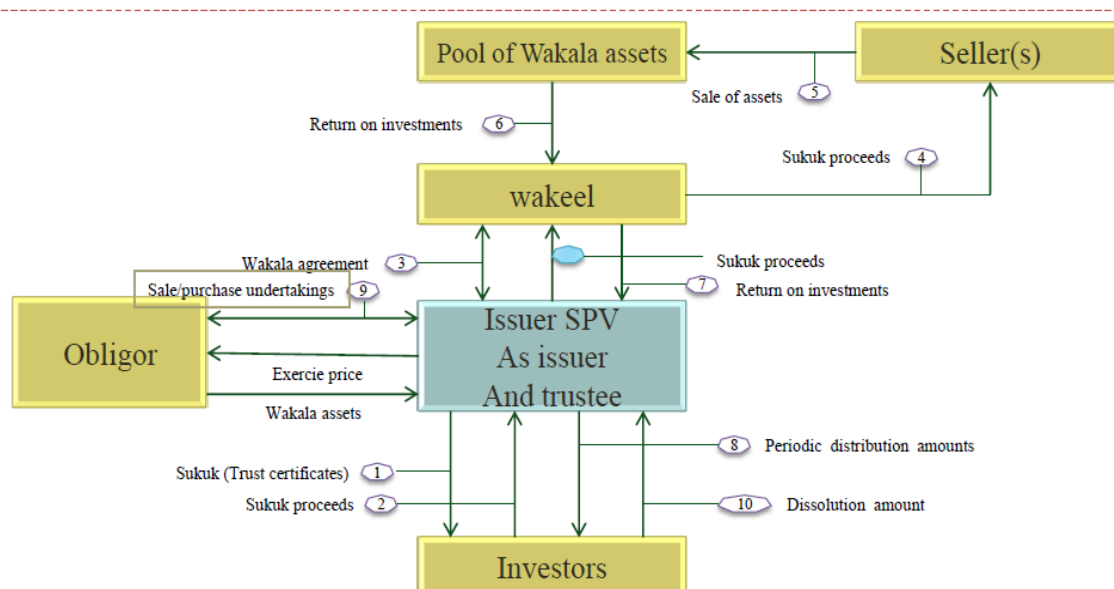 Pool of Wakala assets
Seller(s)
Sale of assets
5
Return on investments
6
Sukuk proceeds
4
wakeel
Wakala agreement
3
Sukuk proceeds
Sale/purchase undertakings
9
7
Return on investments
Obligor
Issuer SPV
As issuer
And trustee
Exercie price
Wakala assets
8
Periodic distribution amounts
Sukuk (Trust certificates)
1
Sukuk proceeds
2
10
Dissolution amount
Investors